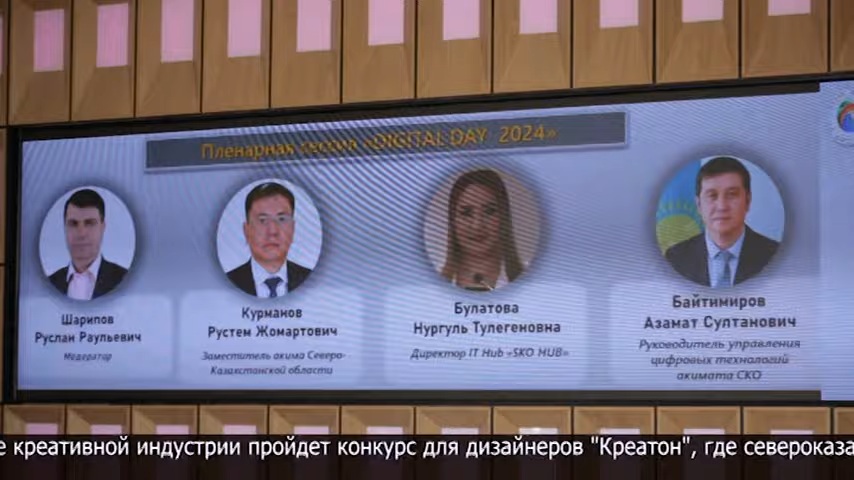 Пленарная сессия «DIGITAL DAY 2024»
Шарипов
Руслан Раульевич
Модератор
Курманов
Рустем Жомартович
Заместитель акима Северо-
Казахстанской области
Булатова
Нургуль Тулегеновна
Директор IT Hub «SKO HUB»
Байтимиров
Азамат Султанович
Руководитель управления
цифровых технологий
акимата СКО
е креативной индустрии пройдет конкурс для дизайнеров "Креатон", где североказа